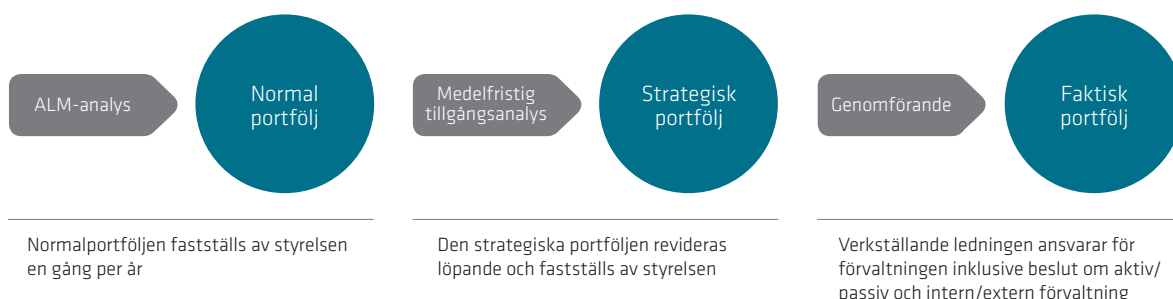 ALM-analys
Normal
portfölj
Medelfristig
tillgångsanalys
Strategisk
portfölj
Genomförande
Faktisk
portfölj
Normalportföljen fastställs av styrelsen
en gång per år
Den strategiska portföljen revideras
löpande och fastställs av styrelsen
Verkställande ledningen ansvarar för
förvaltningen inklusive beslut om aktiv/
passiv och intern/extern förvaltning